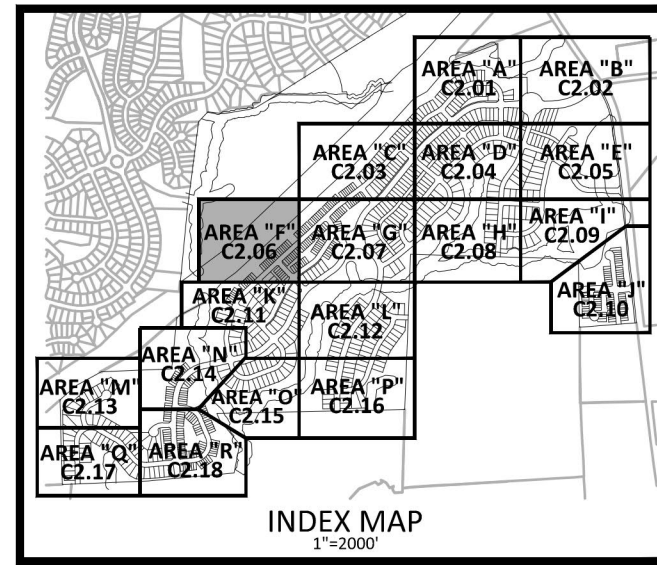 AREA "A"
C2.01
AREA "B"
C2.02
AREA "C"
C2.03
AREA "D"
C2.04
AREA "E"
C2.05
AREA "F"
C2.06
AREA "G"
C2.07
AREA "H"
C2.08
AREA "I"
C2.09
AREA "J"
C2.10
AREA "K"
C2.11
AREA "L"
C2.12
AREA "M"
C2.13
AREA "N"
C2.14
AREA "O"
C2.15
AREA "P"
C2.16
AREA "Q"
C2.17
AREA "R"
C2.18
INDEX MAP
1"=2000'